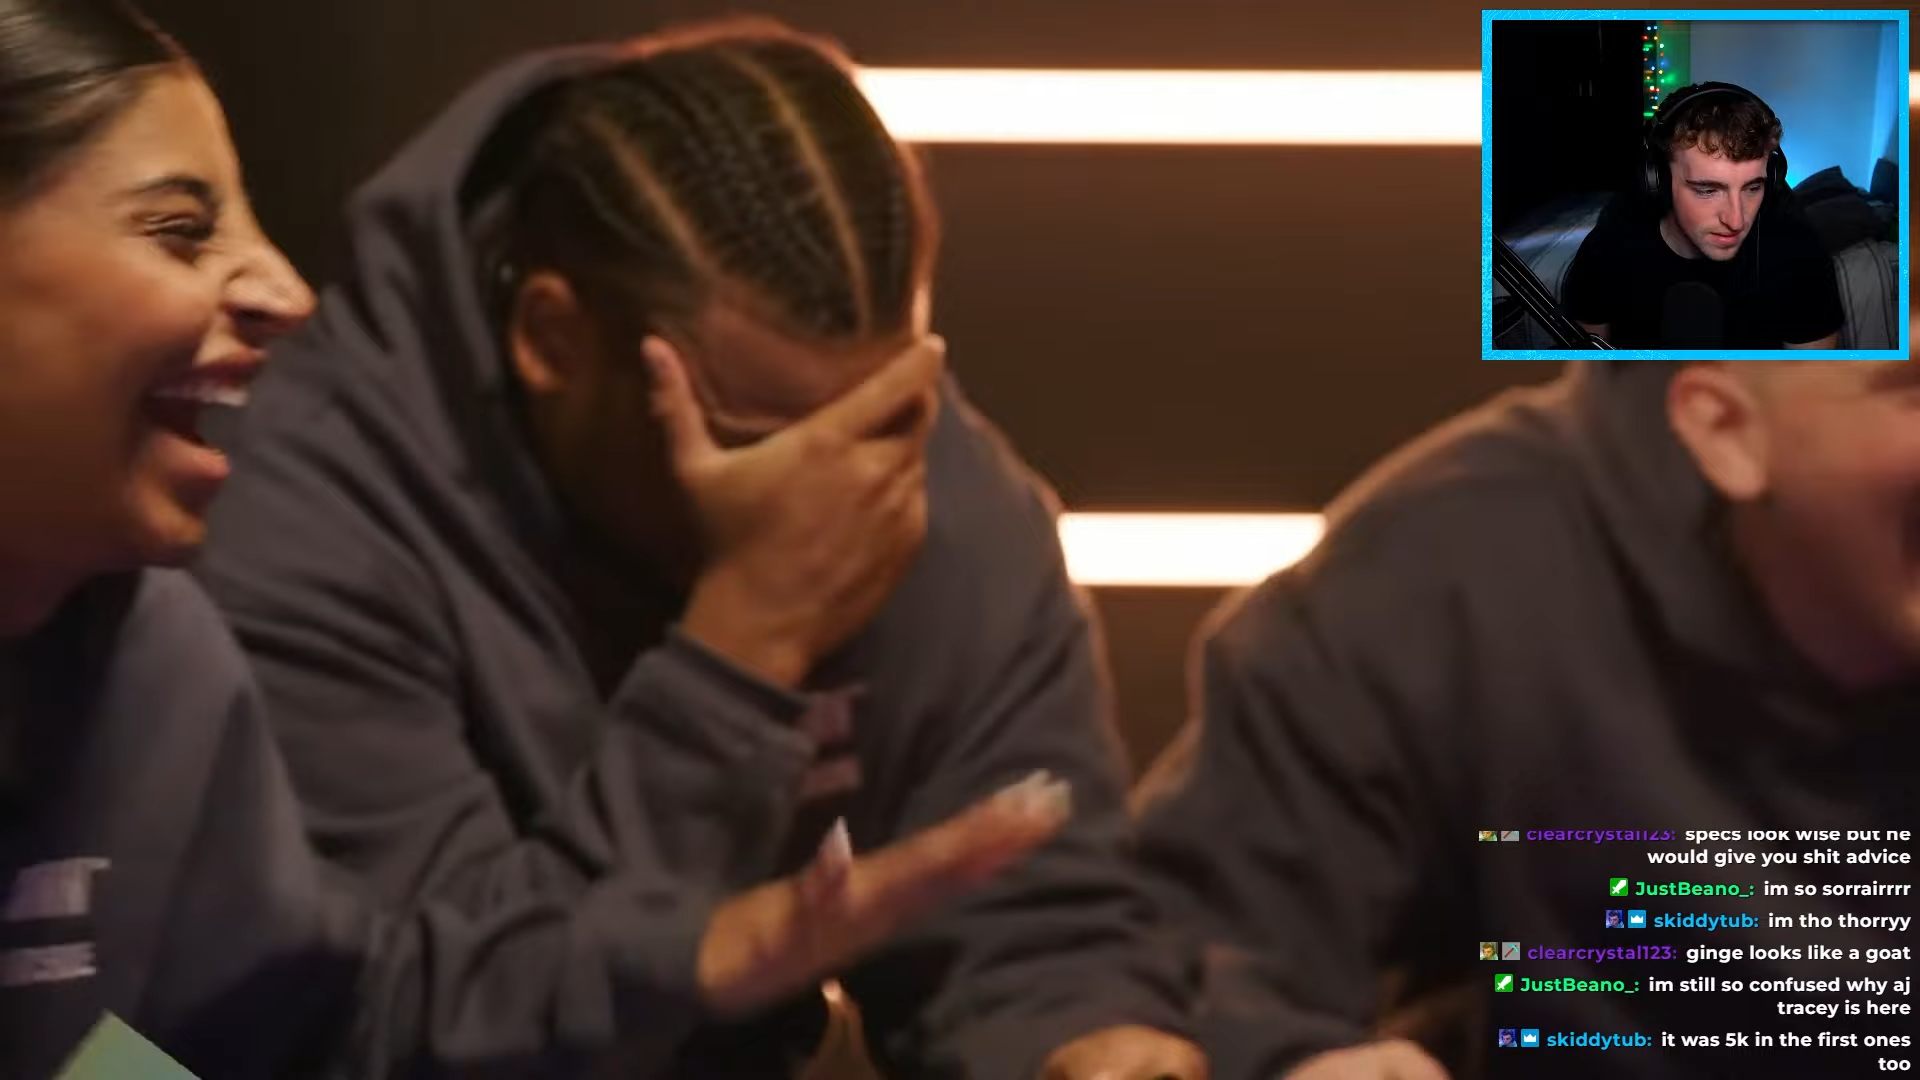 clearcrystal123: specs look wise but he
would give you shit advice
JustBeano_: im so sorrairrrr
skiddytub: im tho thorryy
clearcrystal123: ginge looks like a goat
JustBeano_: im still so confused why aj
tracey is here
skiddytub: it was 5k in the first ones
too